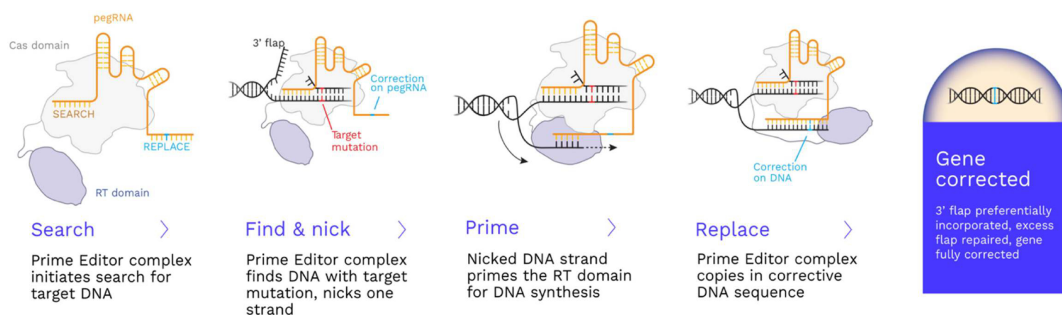 pegRNA
Cas domain
SEARCH
REPLACE
RT domain
Search
Prime Editor complex
initiates search for
target DNA
3' flap
Correction
on pegRNA
Target
mutation
Find & nick
Prime Editor complex
finds DNA with target
mutation, nicks one
strand
Prime
Nicked DNA strand
primes the RT domain
for DNA synthesis
Correction
on DNA
Replace
Prime Editor complex
copies in corrective
DNA sequence
Gene
corrected
3' flap preferentially
incorporated, excess
flap repaired, gene
fully corrected